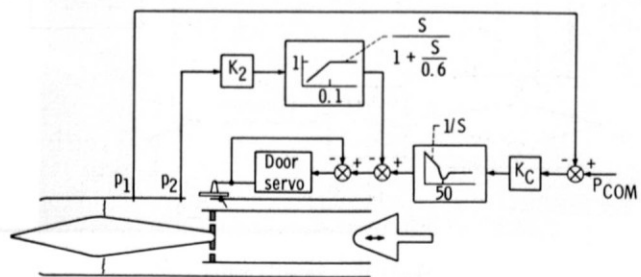 S
1 + S
0.6
K2
1
0.1
1/S
50
KC
- +
PCOM
- +
- +
Door
servo
P1
P2